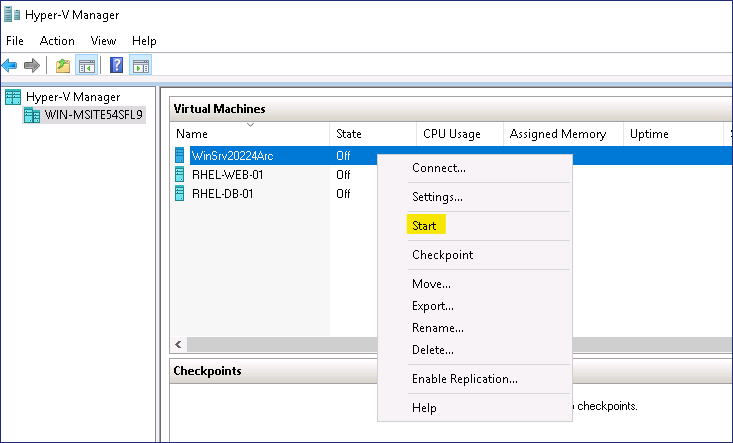 Hyper-V Manager
File Action View Help
Hyper-V Manager
WIN-MSITE54SFL9
Virtual Machines
Name State CPU Usage Assigned Memory Uptime
WinSrv20224Arc Off
RHEL-WEB-01 Off
RHEL-DB-01 Off
Connect...
Settings...
Start
Checkpoint
Move...
Export...
Rename...
Delete...
Enable Replication...
Help
Checkpoints
checkpoints.